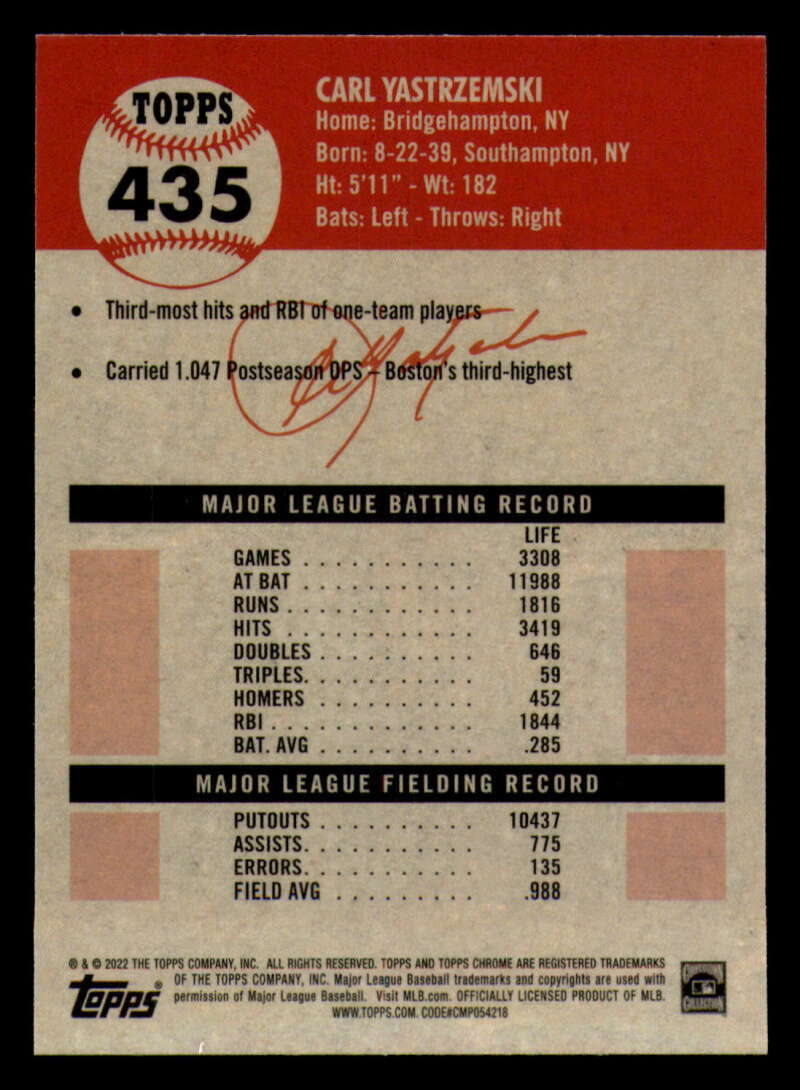 TOPPS
435
CARL YASTRZEMSKI
Home: Bridgehampton, NY
Born: 8-22-39, Southampton, NY
Ht: 5'11" - Wt: 182
Bats: Left - Throws: Right
• Third-most hits and RBI of one-team players
• Carried 1.047 Postseason OPS – Boston's third-highest
MAJOR LEAGUE BATTING RECORD
LIFE
GAMES . . . . . . . . . . . 3308
AT BAT . . . . . . . . . . . 11988
RUNS . . . . . . . . . . . 1816
HITS . . . . . . . . . . . 3419
DOUBLES . . . . . . . . . . 646
TRIPLES. . . . . . . . . . . 59
HOMERS . . . . . . . . . . 452
RBI . . . . . . . . . . . . 1844
BAT. AVG . . . . . . . . . . .285
MAJOR LEAGUE FIELDING RECORD
PUTOUTS . . . . . . . . . . 10437
ASSISTS. . . . . . . . . . . 775
ERRORS. . . . . . . . . . . 135
FIELD AVG . . . . . . . . . .988
® & © 2022 THE TOPPS COMPANY, INC. ALL RIGHTS RESERVED. TOPPS AND TOPPS CHROME ARE REGISTERED TRADEMARKS
OF THE TOPPS COMPANY, INC. Major League Baseball trademarks and copyrights are used with
permission of Major League Baseball. Visit MLB.com. OFFICIALLY LICENSED PRODUCT OF MLB.
WWW.TOPPS.COM. CODE#CMP054218
Topps®
COLLECTION